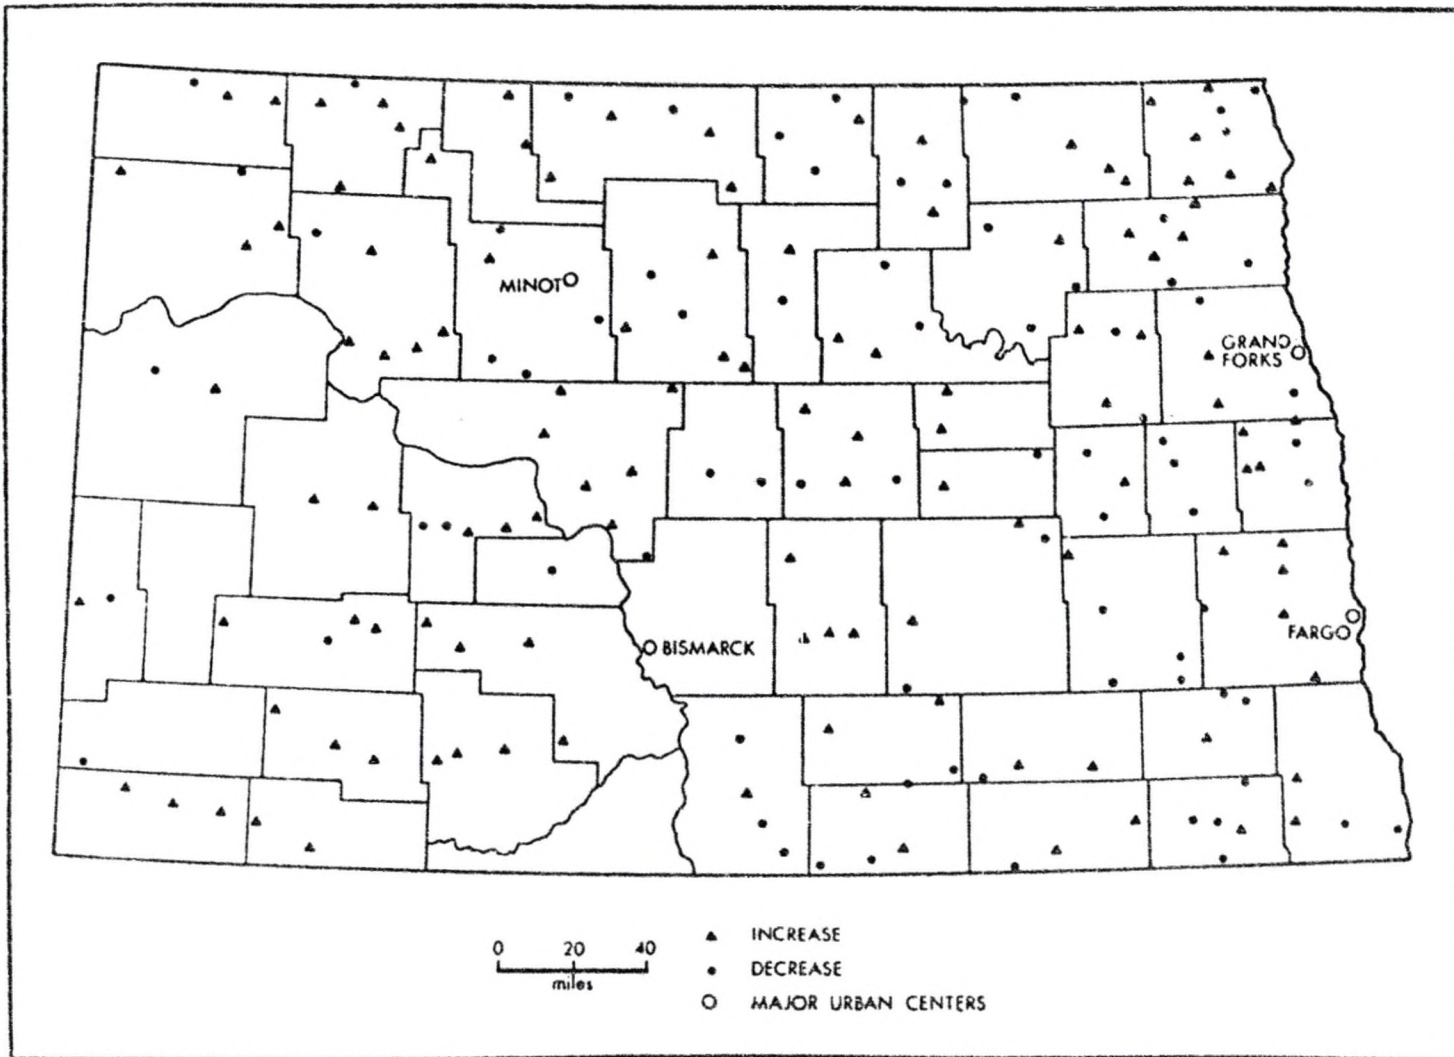 MINOT
GRAND
FORKS
BISMARCK
FARGO
0 20 40
miles
INCREASE
DECREASE
MAJOR URBAN CENTERS